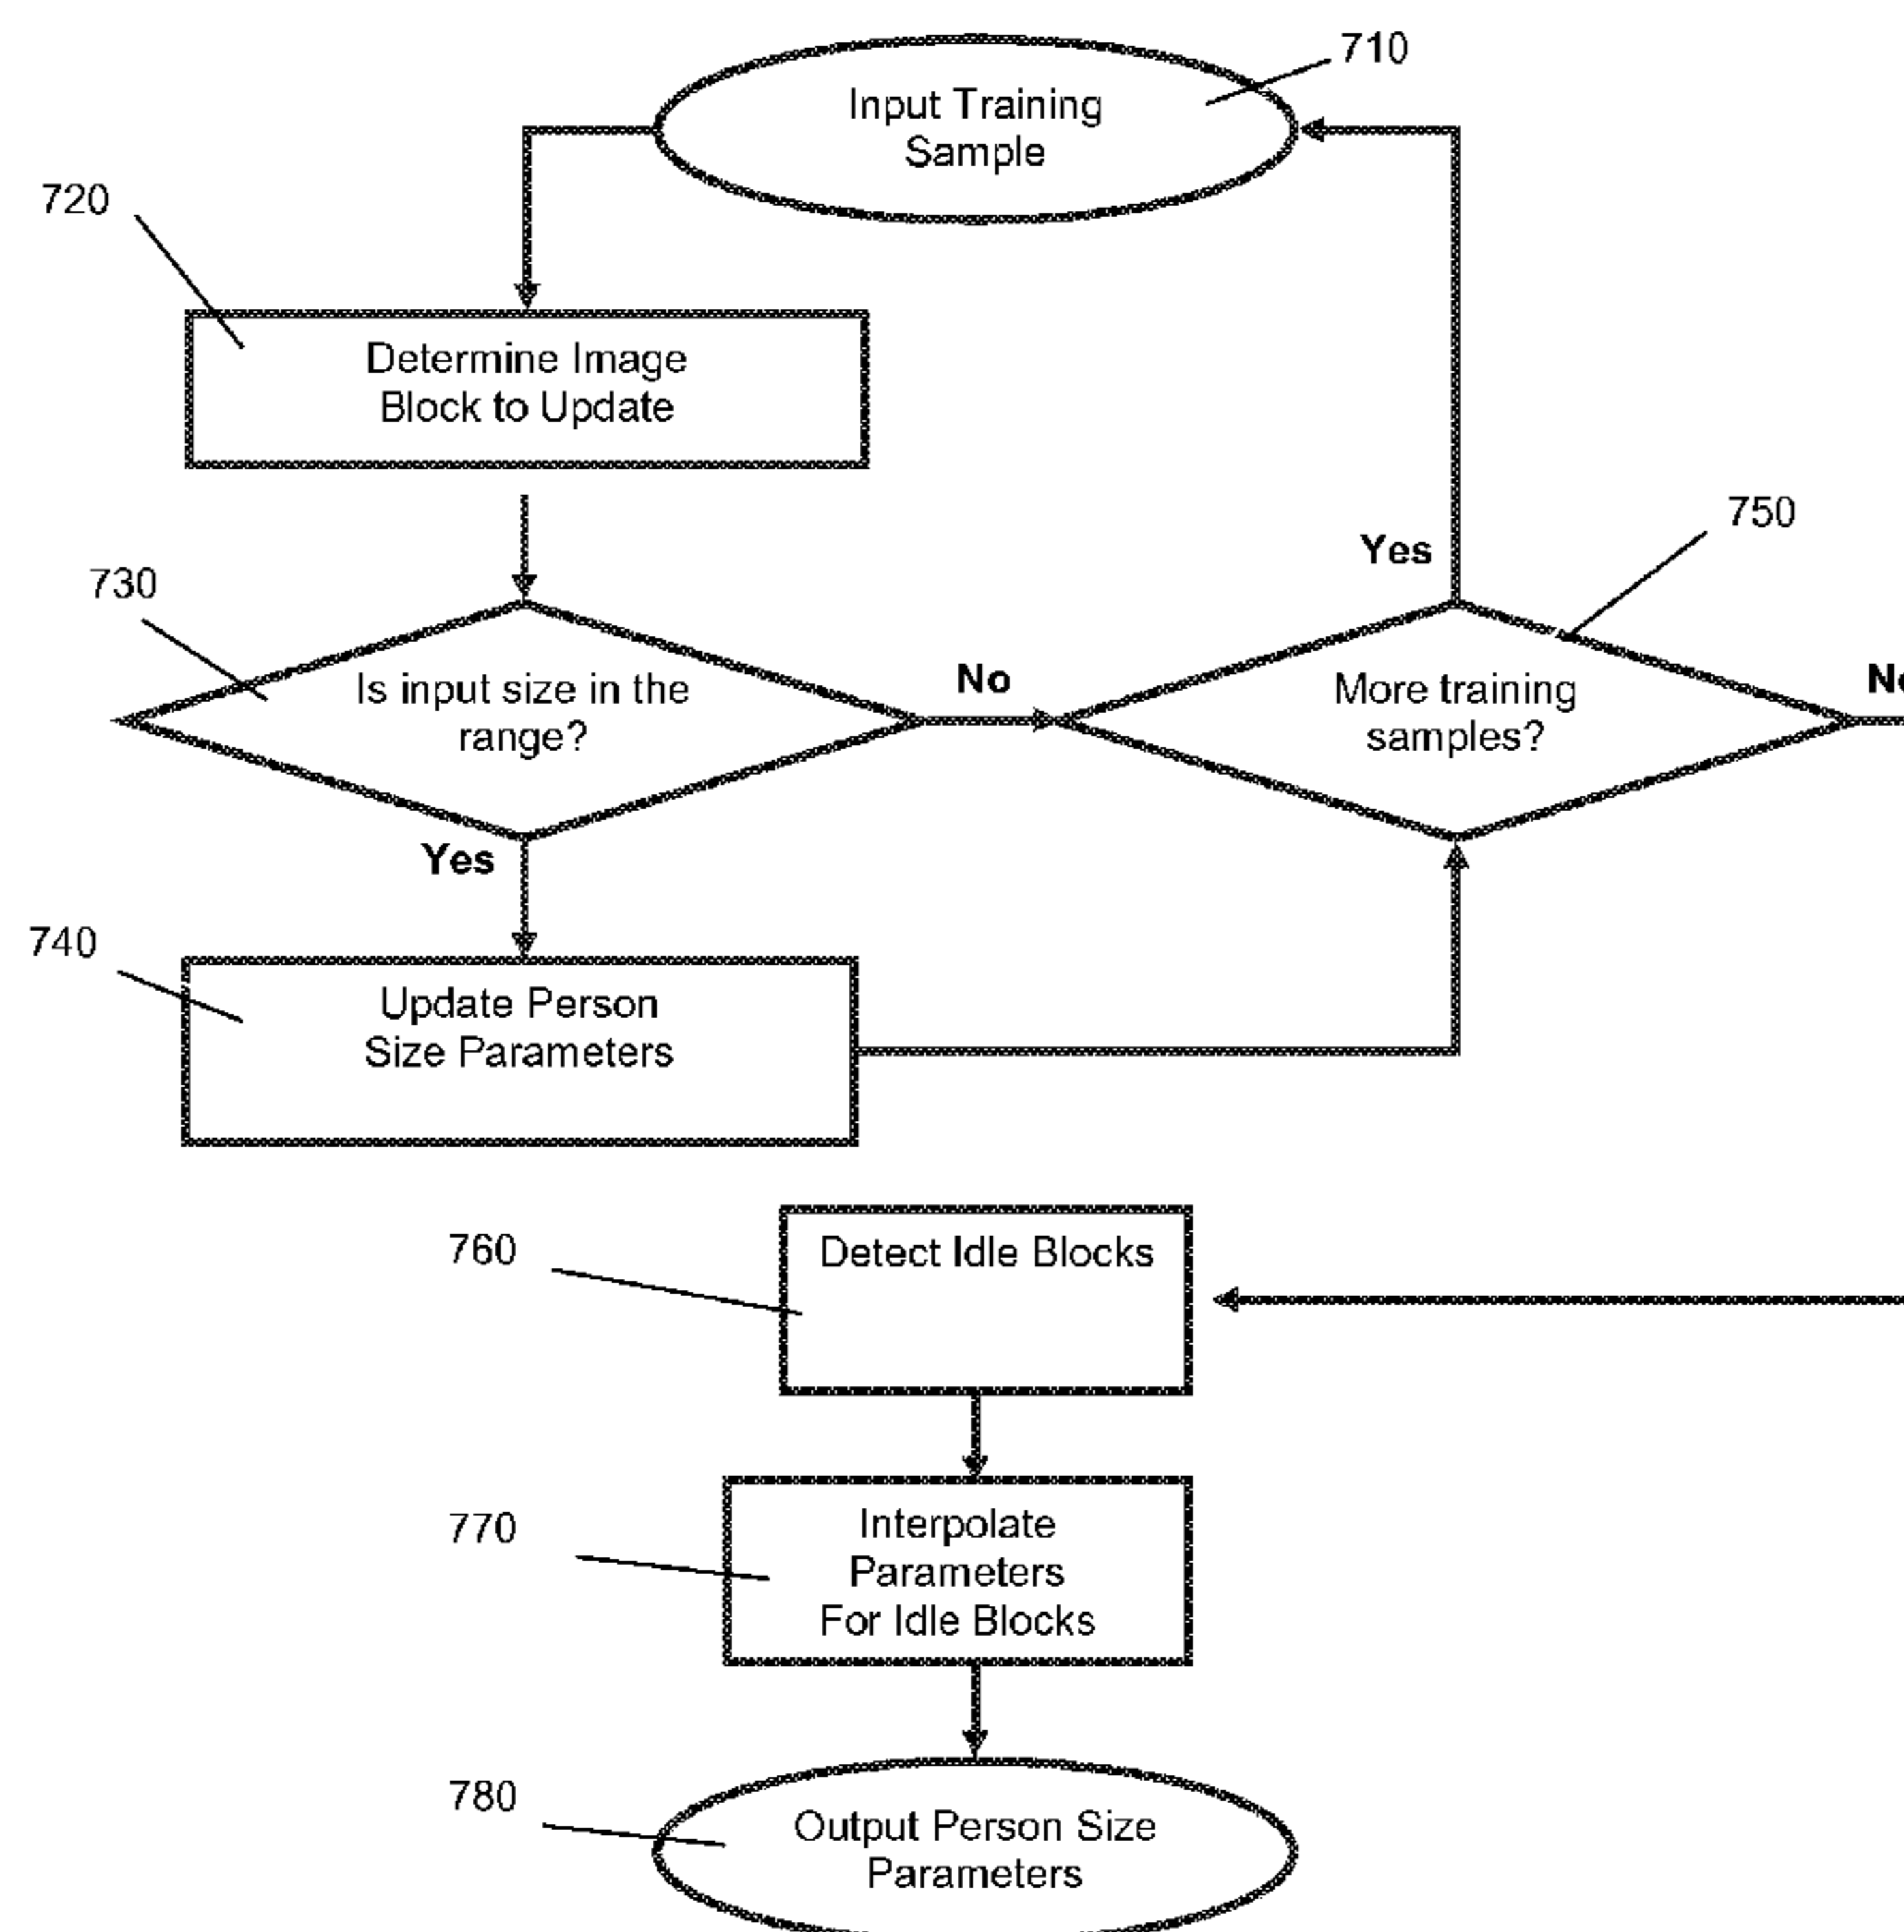 710
Input Training
Sample
720
Determine Image
Block to Update
730
Is input size in the
range?
No
Yes
750
Yes
More training
samples?
740
Update Person
Size Parameters
760
Detect Idle Blocks
770
Interpolate
Parameters
For Idle Blocks
780
Output Person Size
Parameters